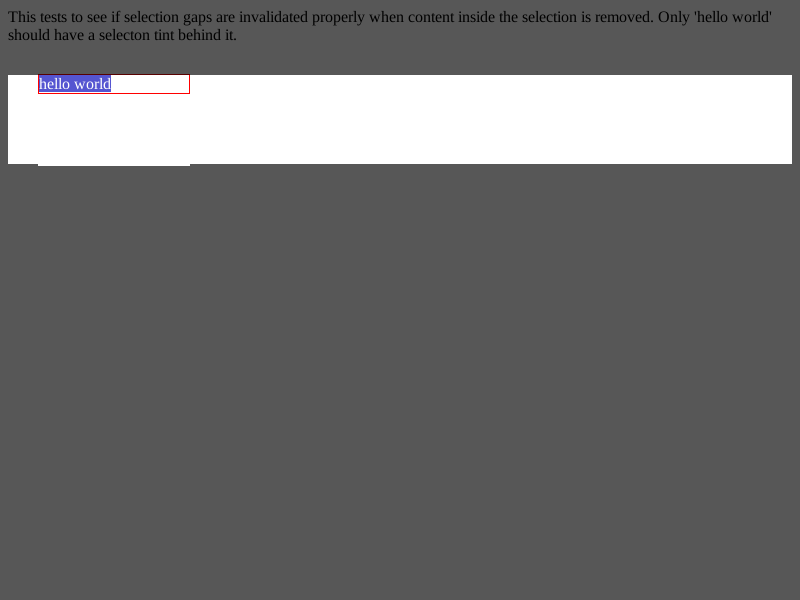 This tests to see if selection gaps are invalidated properly when content inside the selection is removed. Only 'hello world'
should have a selecton tint behind it.
hello world